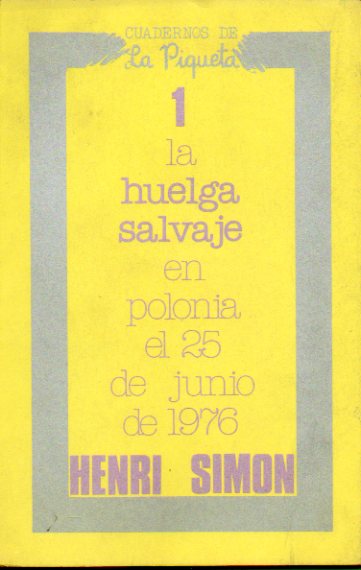 CUADERNOS DE
La Piqueta
1
la
huelga
salvaje
en
polonia
el 25
de junio
de 1976
HENRI SIMON